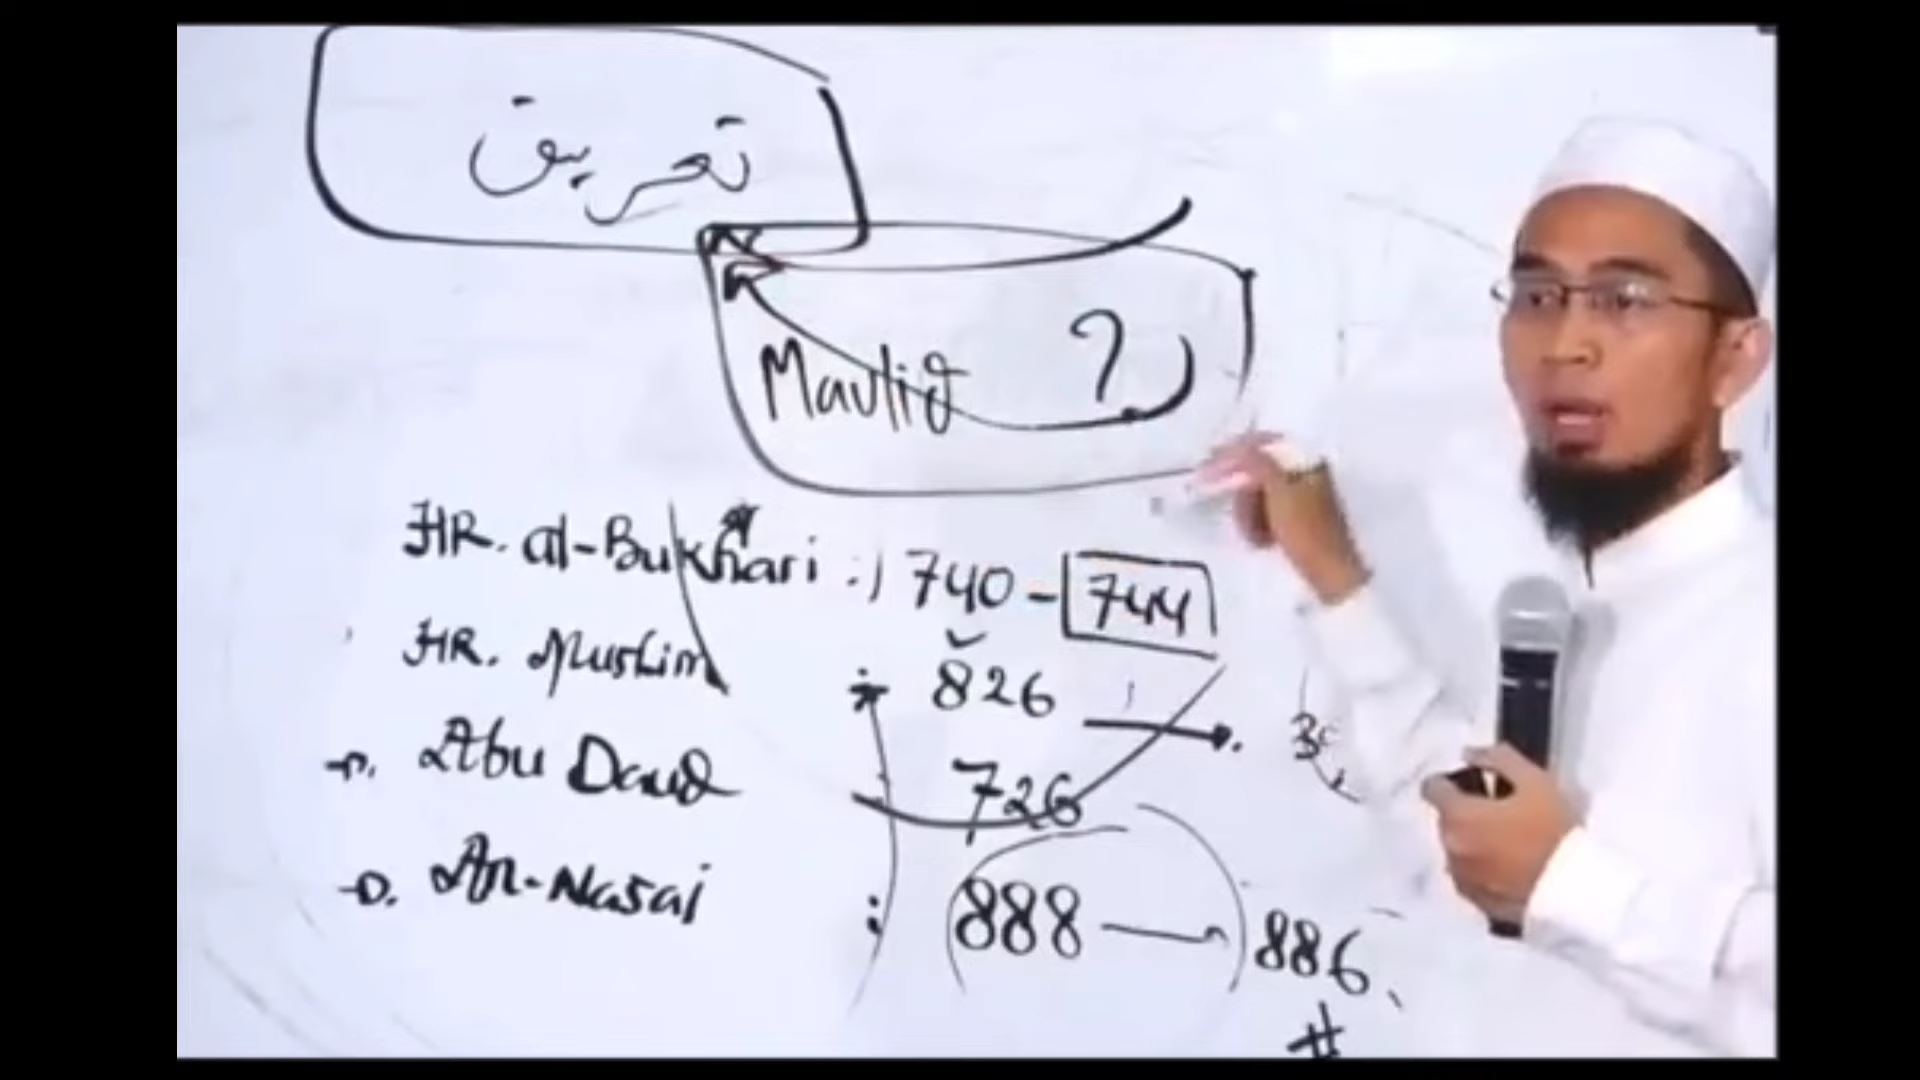 تعريف
Maulid ?
HR. al-Bukhari : 740 - 744
HR. Muslim : 826
Abu Daud 726
An-Nasai : 888 886
#